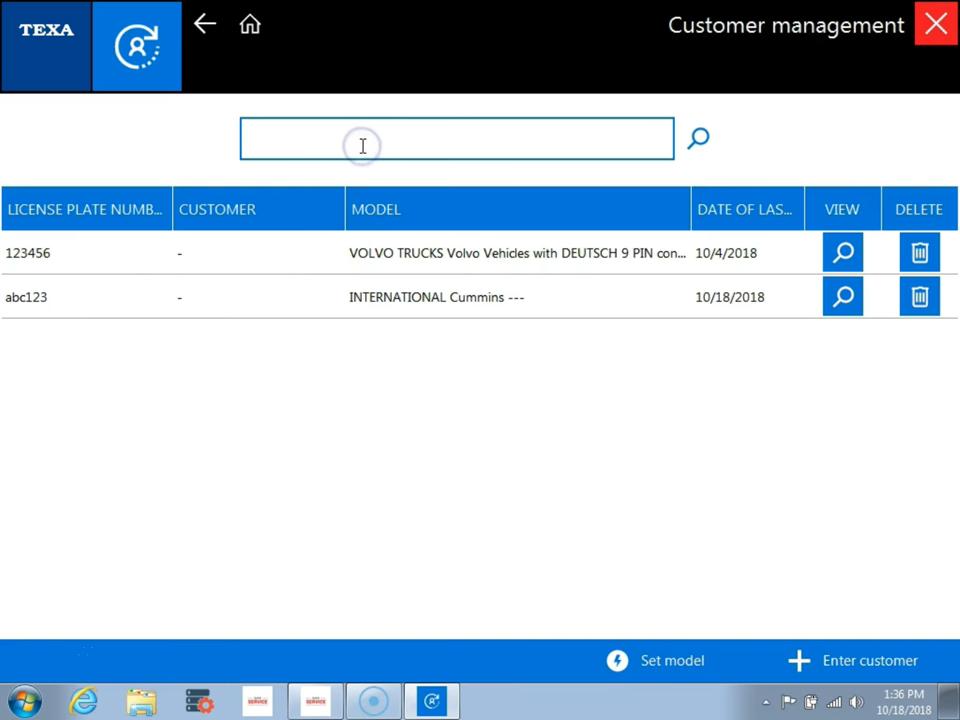 TEXA
Customer management
LICENSE PLATE NUMB... CUSTOMER MODEL DATE OF LAS... VIEW DELETE
123456 - VOLVO TRUCKS Volvo Vehicles with DEUTSCH 9 PIN con... 10/4/2018
abc123 - INTERNATIONAL Cummins --- 10/18/2018
Set model Enter customer
1:36 PM
10/18/2018